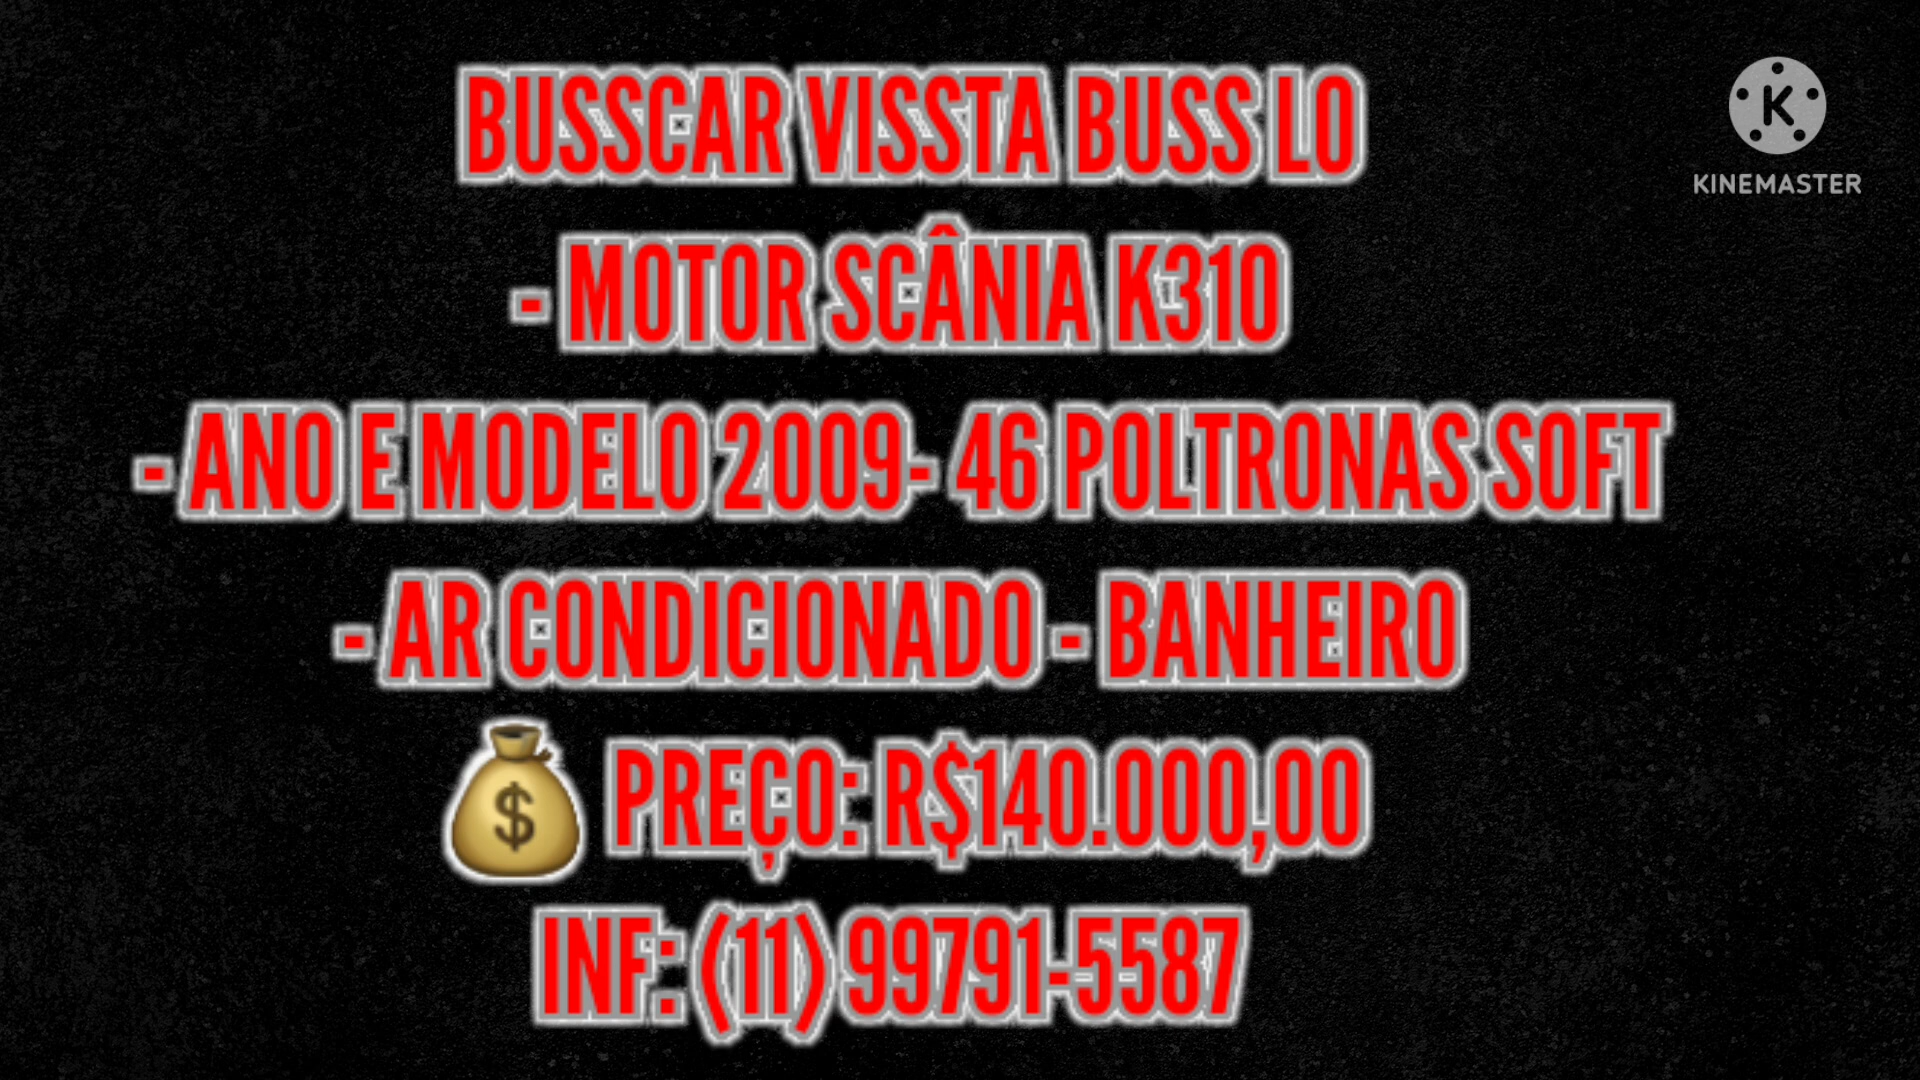 BUSSCAR VISSTA BUSS LO
- MOTOR SCÂNIA K310
- ANO E MODELO 2009- 46 POLTRONAS SOFT
- AR CONDICIONADO - BANHEIRO
💰 PREÇO: R$140.000,00
INF: (11) 99791-5587
K
KINEMASTER